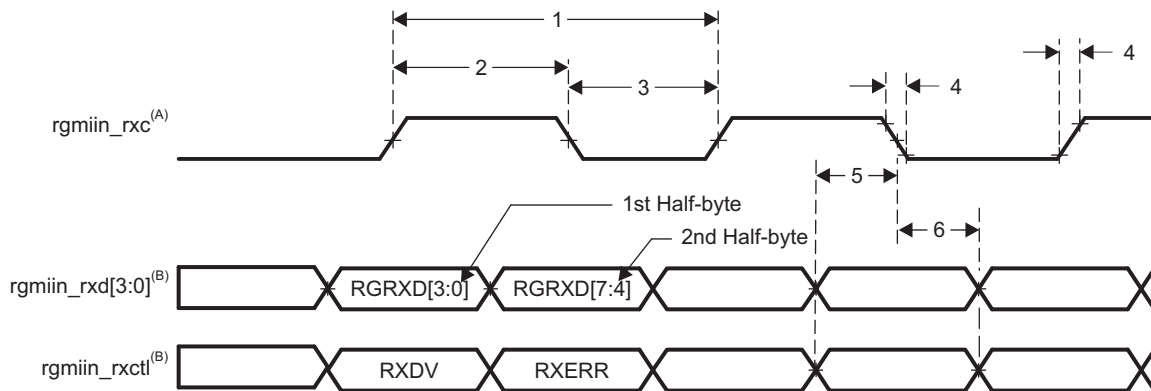 1
2
3
4
4
rgmiin_rxc(A)
5
1st Half-byte
6
2nd Half-byte
rgmiin_rxd[3:0](B)
RGRXD[3:0]
RGRXD[7:4]
rgmiin_rxctl(B)
RXDV
RXERR